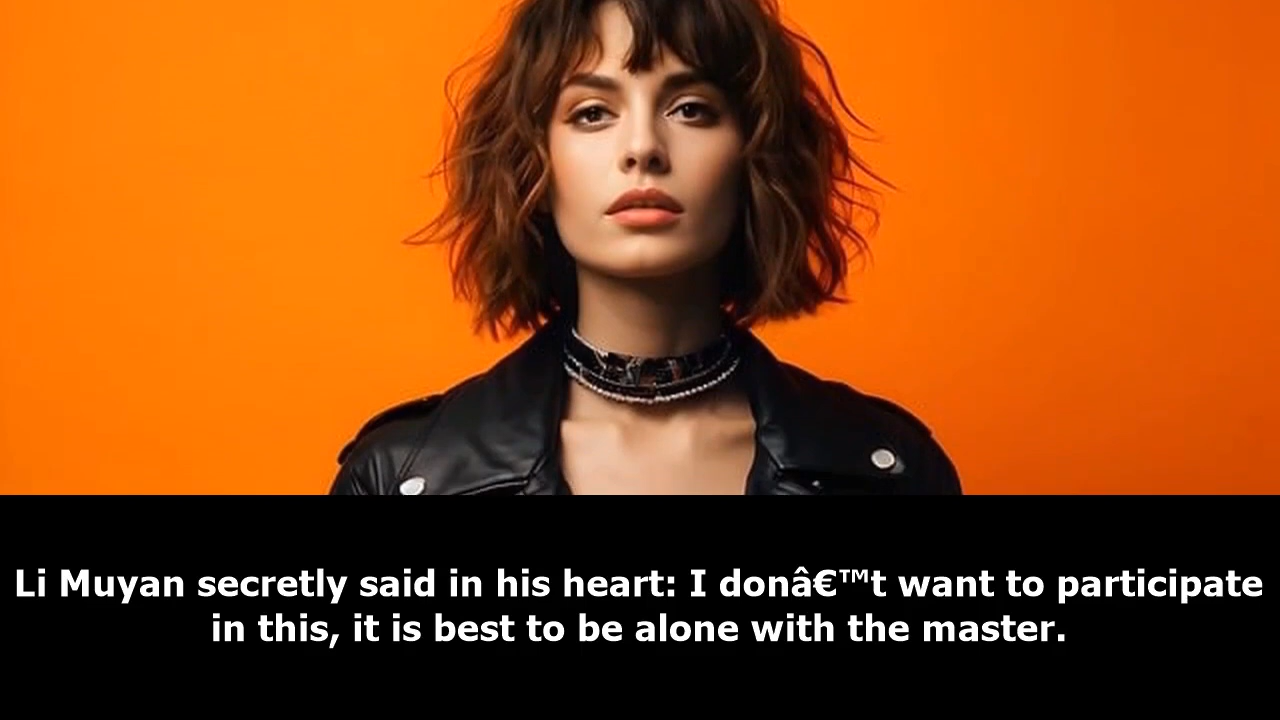 Li Muyan secretly said in his heart: I donâ€™t want to participate
in this, it is best to be alone with the master.